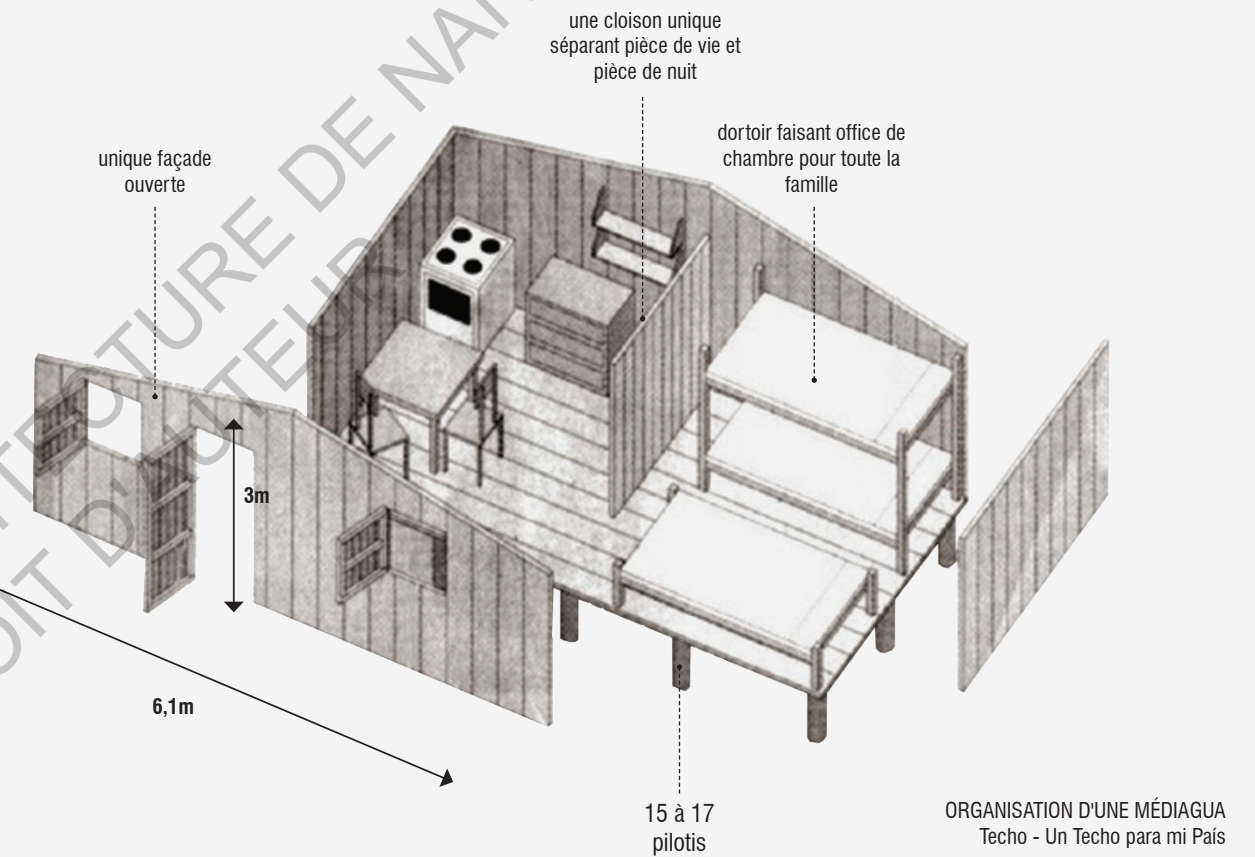 une cloison unique
séparant pièce de vie et
pièce de nuit
unique façade
ouverte
dortoir faisant office de
chambre pour toute la
famille
3m
6,1m
15 à 17
pilotis
ORGANISATION D'UNE MÉDIAGUA
Techo - Un Techo para mi País
D'AUTEUR
DE